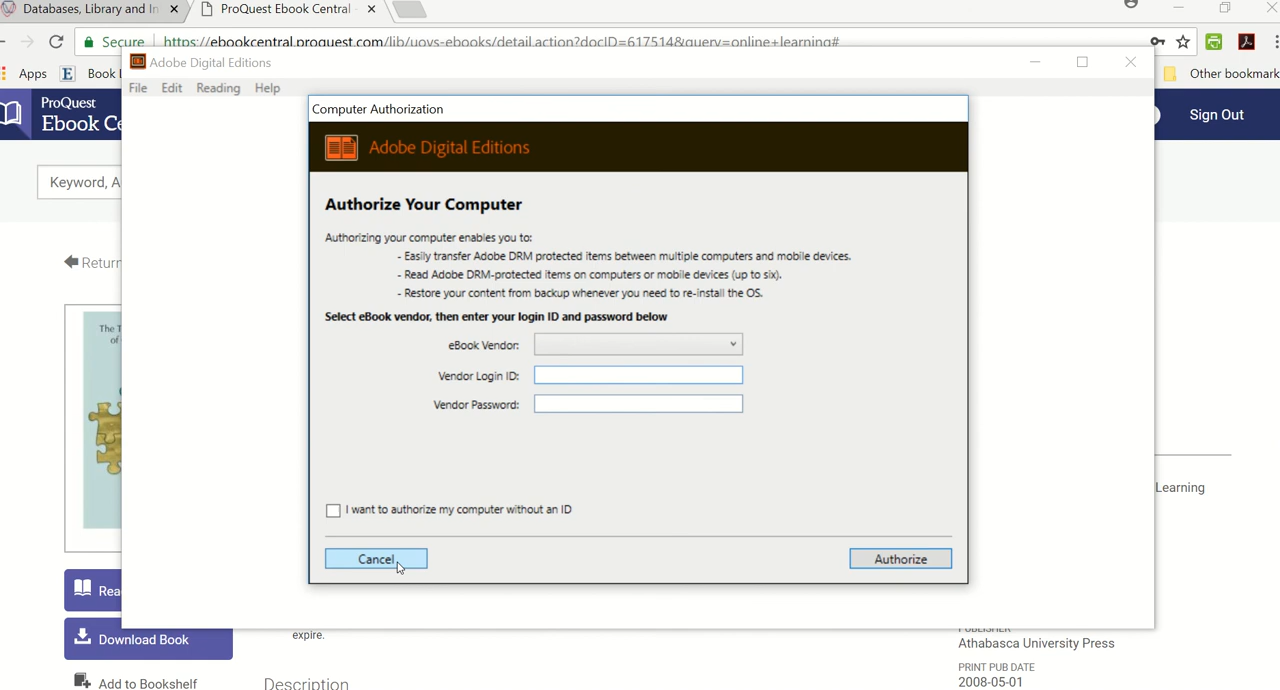 Databases, Library and In
ProQuest Ebook Central
Secure https://ebookcentral.proquest.com/lib/uovs-ebooks/detail.action?docID=617514&query=online+learning#
Apps
Book
Other bookmark
Adobe Digital Editions
File Edit Reading Help
ProQuest
Ebook Ce
Sign Out
Computer Authorization
Adobe Digital Editions
Keyword, A
Authorize Your Computer
Authorizing your computer enables you to:
- Easily transfer Adobe DRM protected items between multiple computers and mobile devices.
- Read Adobe DRM-protected items on computers or mobile devices (up to six).
- Restore your content from backup whenever you need to re-install the OS.
Return
Select eBook vendor, then enter your login ID and password below
The T
of
eBook Vendor:
Vendor Login ID:
Vendor Password:
Learning
I want to authorize my computer without an ID
Cancel
Authorize
Rea
Download Book
expire.
PUBLISHER
Athabasca University Press
PRINT PUB DATE
2008-05-01
Add to Bookshelf
Description